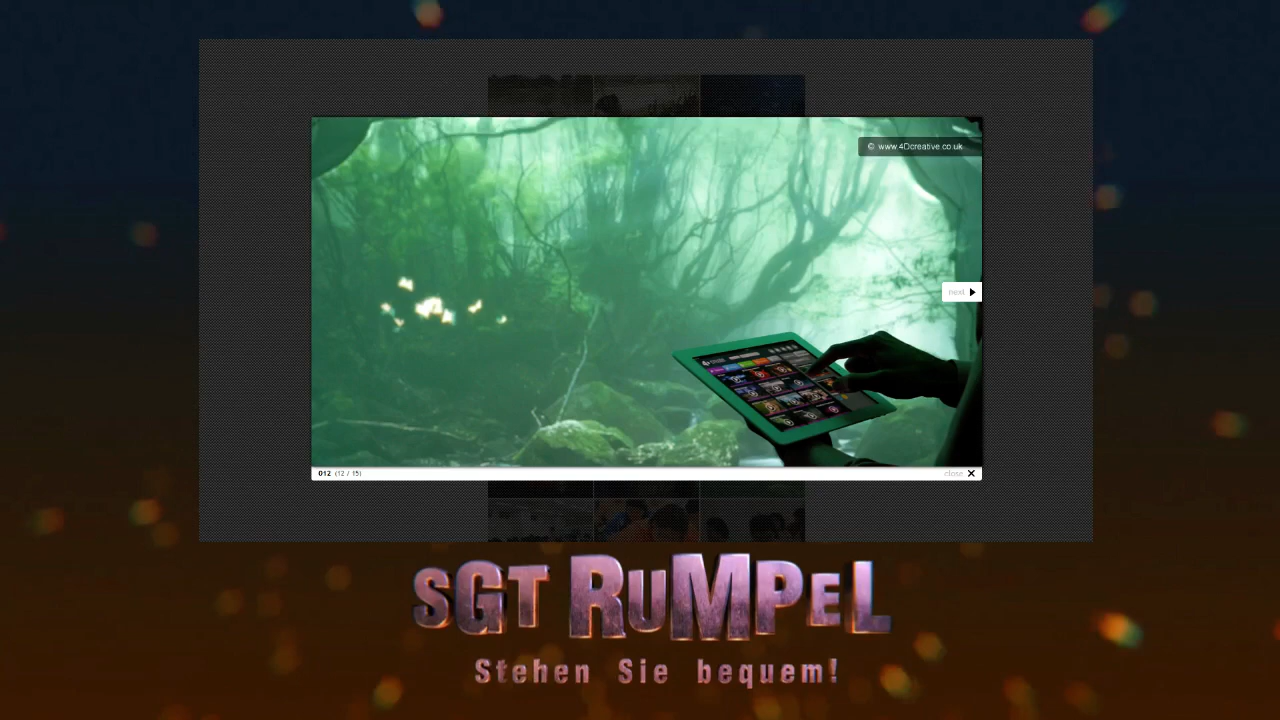 © www.4Dcreative.co.uk
next
012 (12 / 15)
close X
SGT RUMPEL
Stehen Sie bequem!